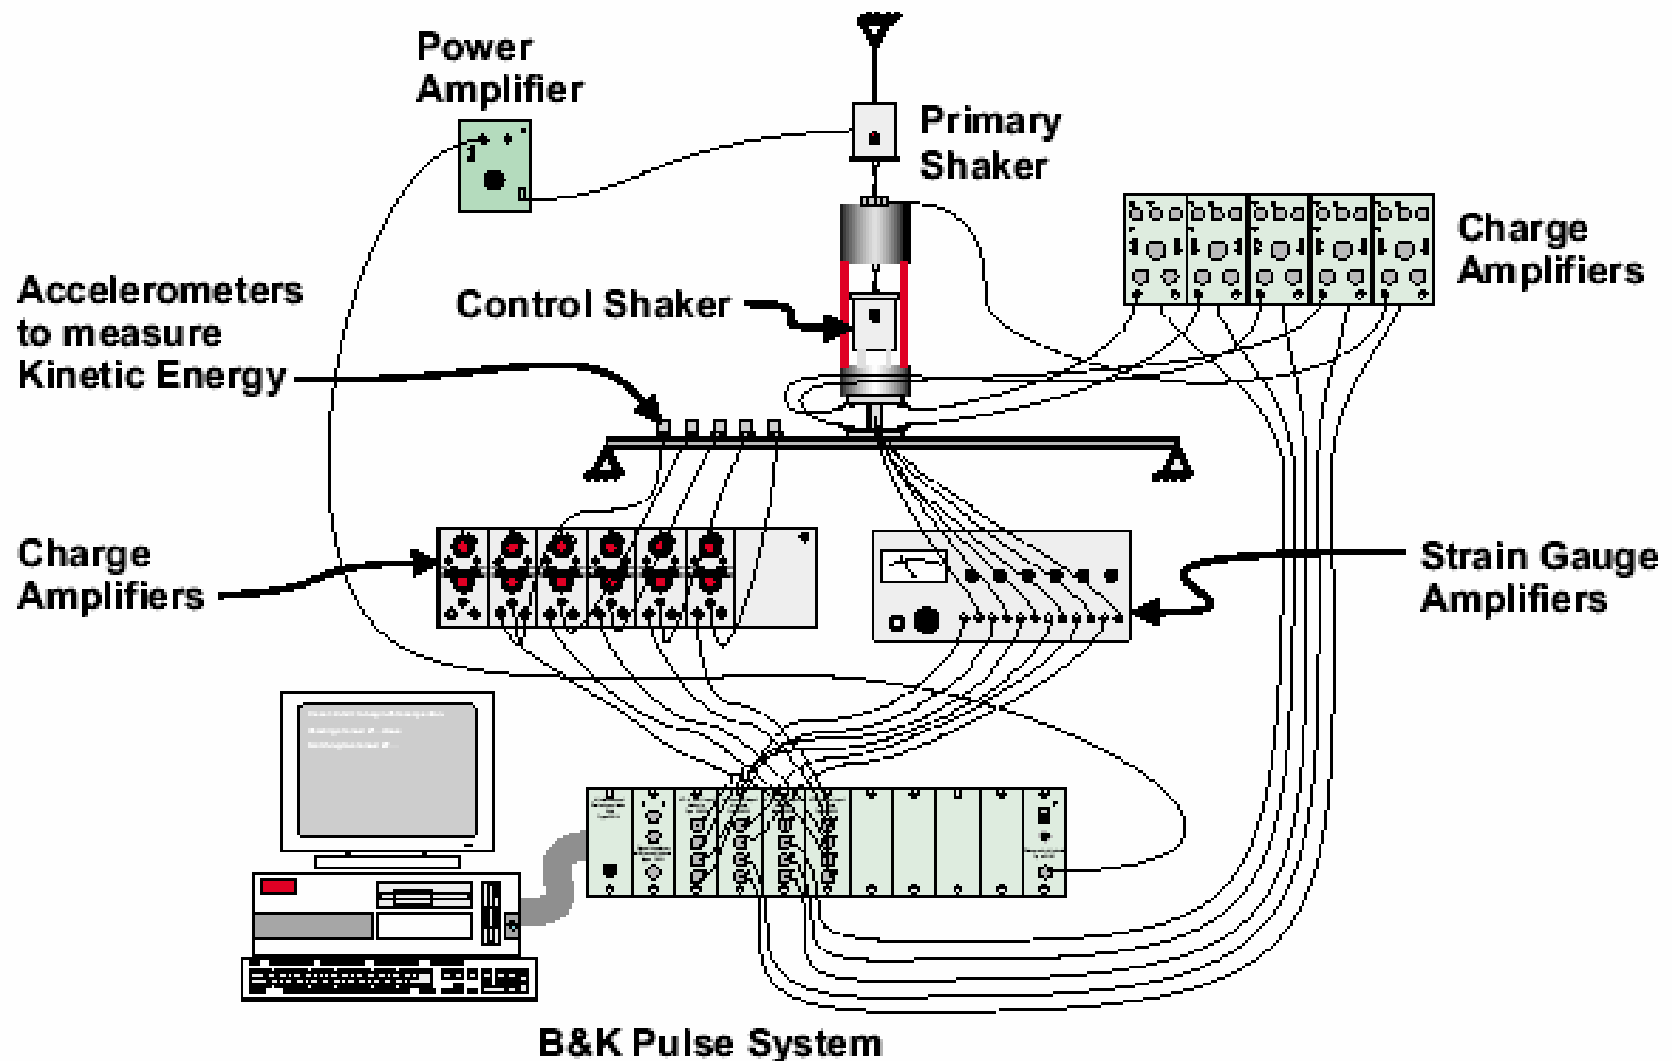 Power
Amplifier
Primary
Shaker
Charge
Amplifiers
Accelerometers
to measure
Kinetic Energy
Control Shaker
Charge
Amplifiers
Strain Gauge
Amplifiers
B&K Pulse System